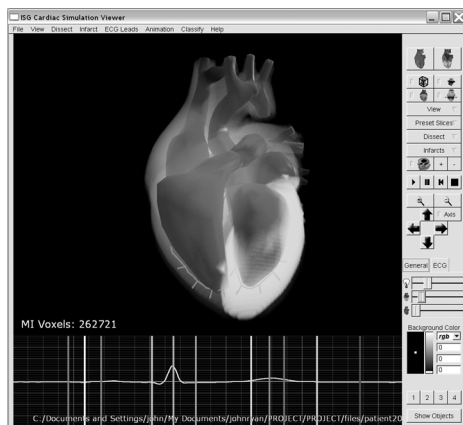 ISG Cardiac Simulation Viewer
File View Dissect Infarct ECG Leads Animation Classify Help
View
Preset Slices
Dissect
Infarcts
+ -
Axis
General ECG
MI Voxels: 262721
Background Color
rgb
0
0
0
C:/Documents and Settings/john/My Documents/johnryan/PROJECT/PROJECT/files/patient20
1 2 3 4
Show Objects